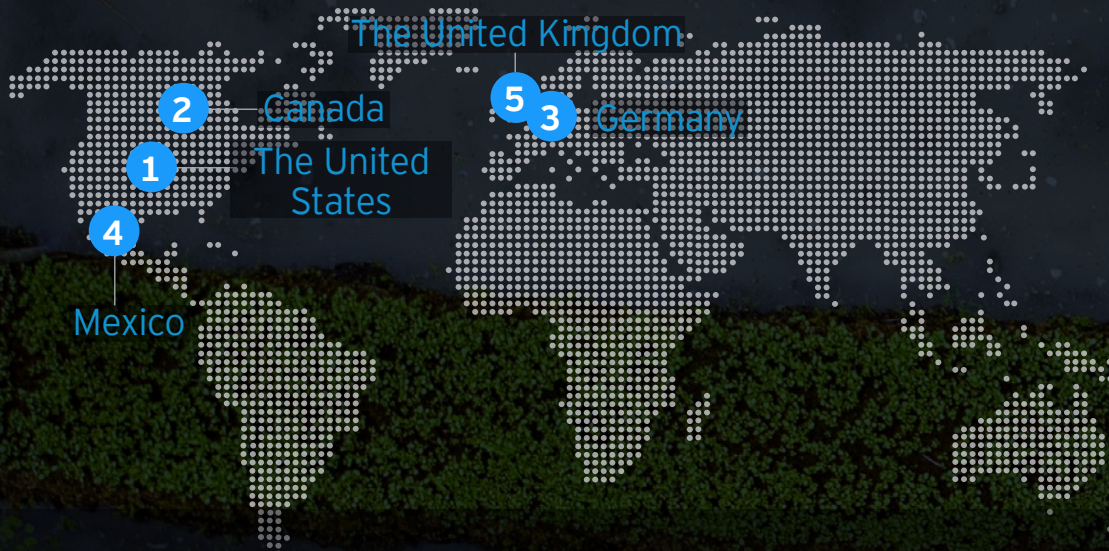 The United Kingdom
5
3
Germany
2
Canada
1
The United
States
4
Mexico